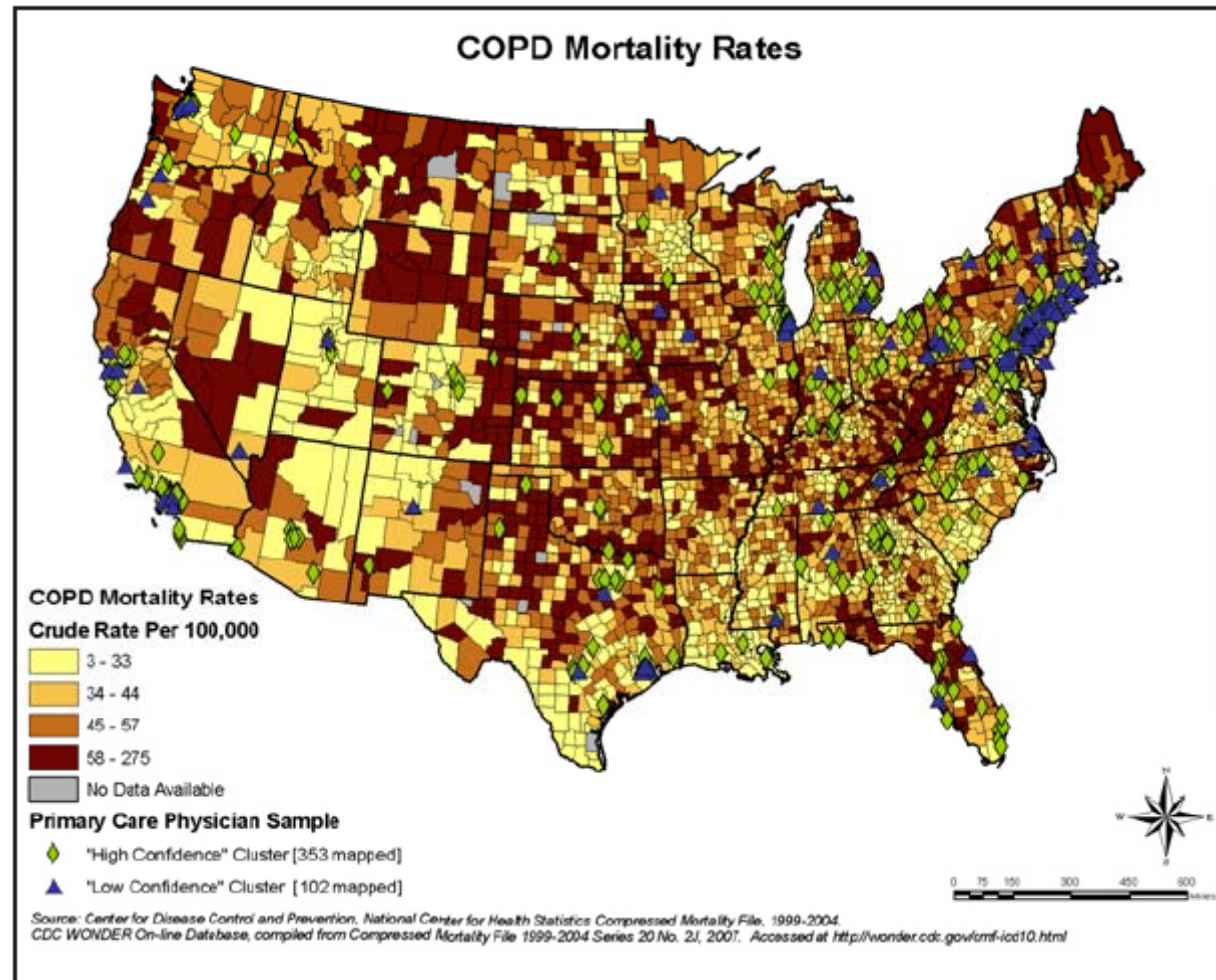 COPD Mortality Rates
COPD Mortality Rates
Crude Rate Per 100,000
3 - 33
34 - 44
45 - 57
58 - 275
No Data Available
Primary Care Physician Sample
"High Confidence" Cluster [353 mapped]
"Low Confidence" Cluster [102 mapped]
N
W E
S
0 75 150 300 450 600
Miles
Source: Center for Disease Control and Prevention, National Center for Health Statistics Compressed Mortality File, 1999-2004.
CDC WONDER On-line Database, compiled from Compressed Mortality File 1999-2004 Series 20 No. 2J, 2007. Accessed at http://wonder.cdc.gov/cmf-icd10.html